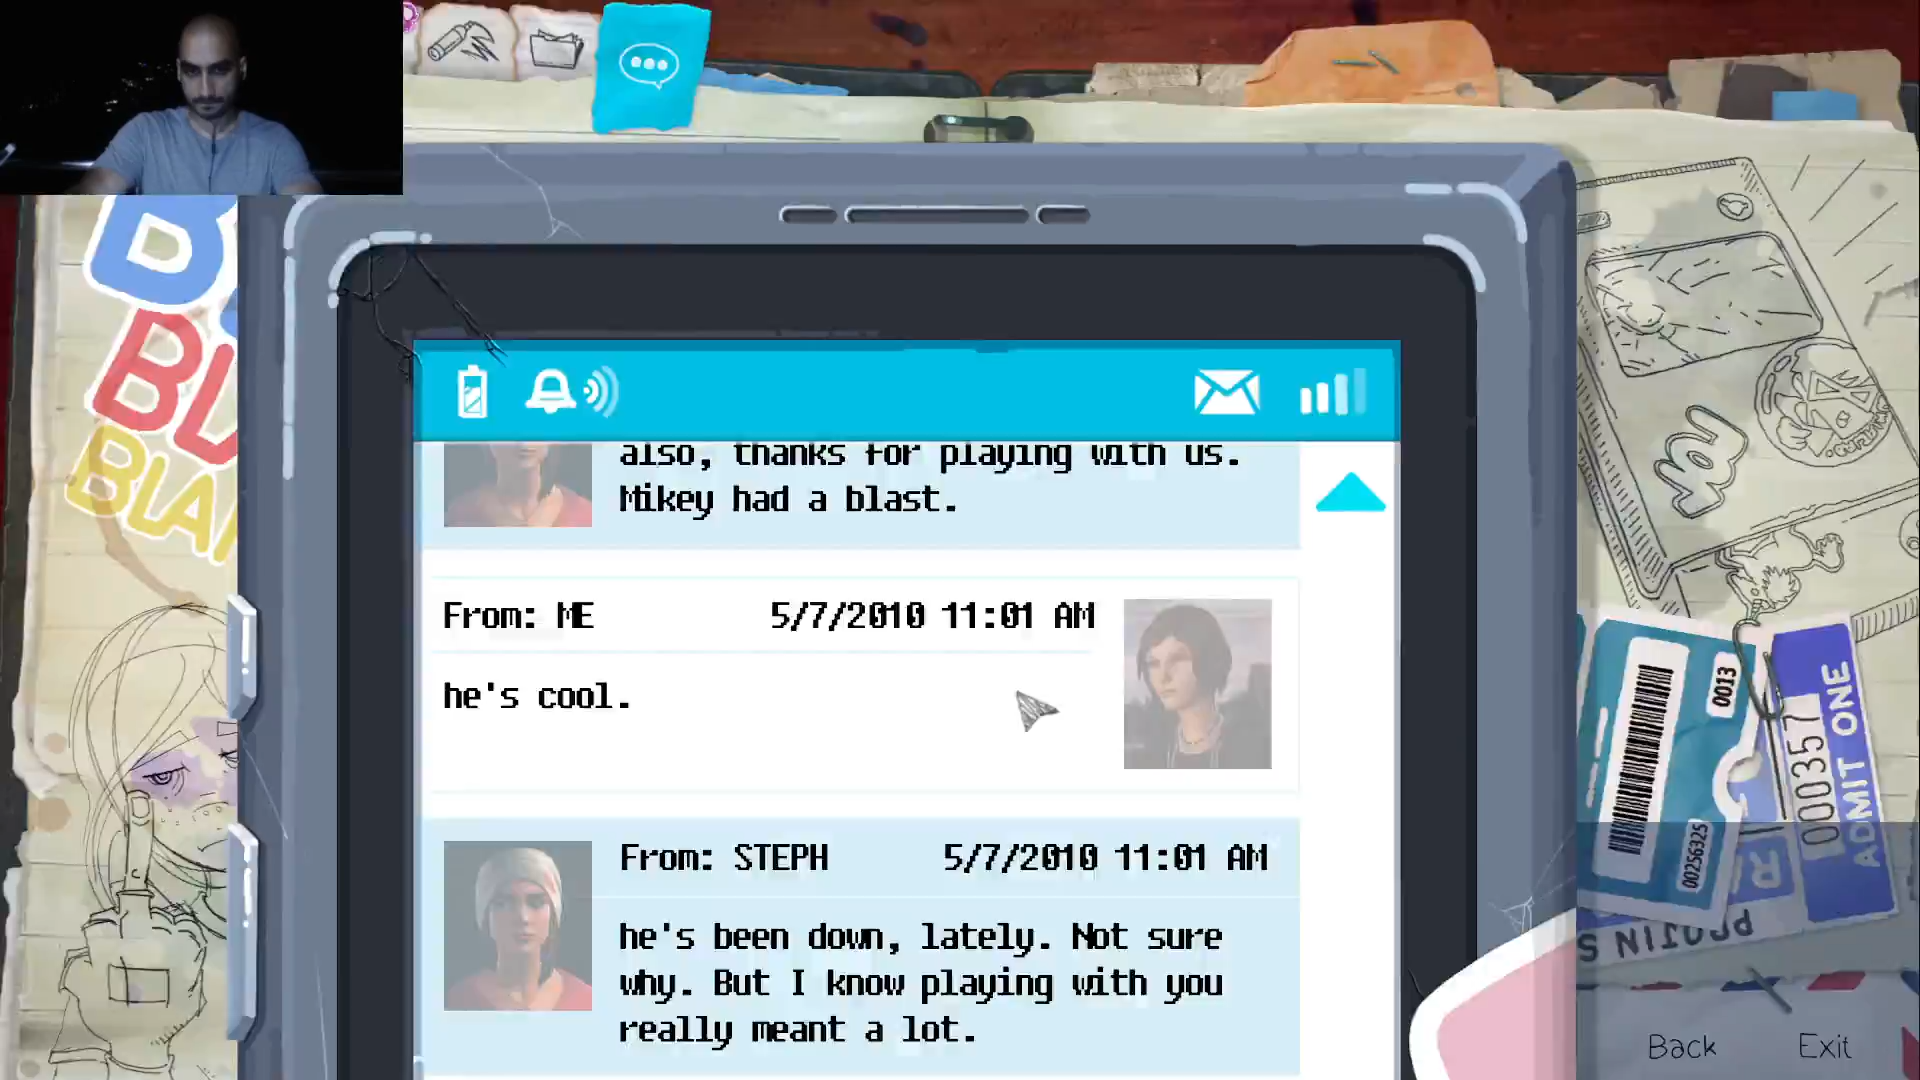 also, thanks for playing with us.
Mikey had a blast.
From: ME 5/7/2010 11:01 AM
he's cool.
From: STEPH 5/7/2010 11:01 AM
he's been down, lately. Not sure
why. But I know playing with you
really meant a lot.
BL
BLA
0013
00256325
000357
ADMIT ONE
Back Exit